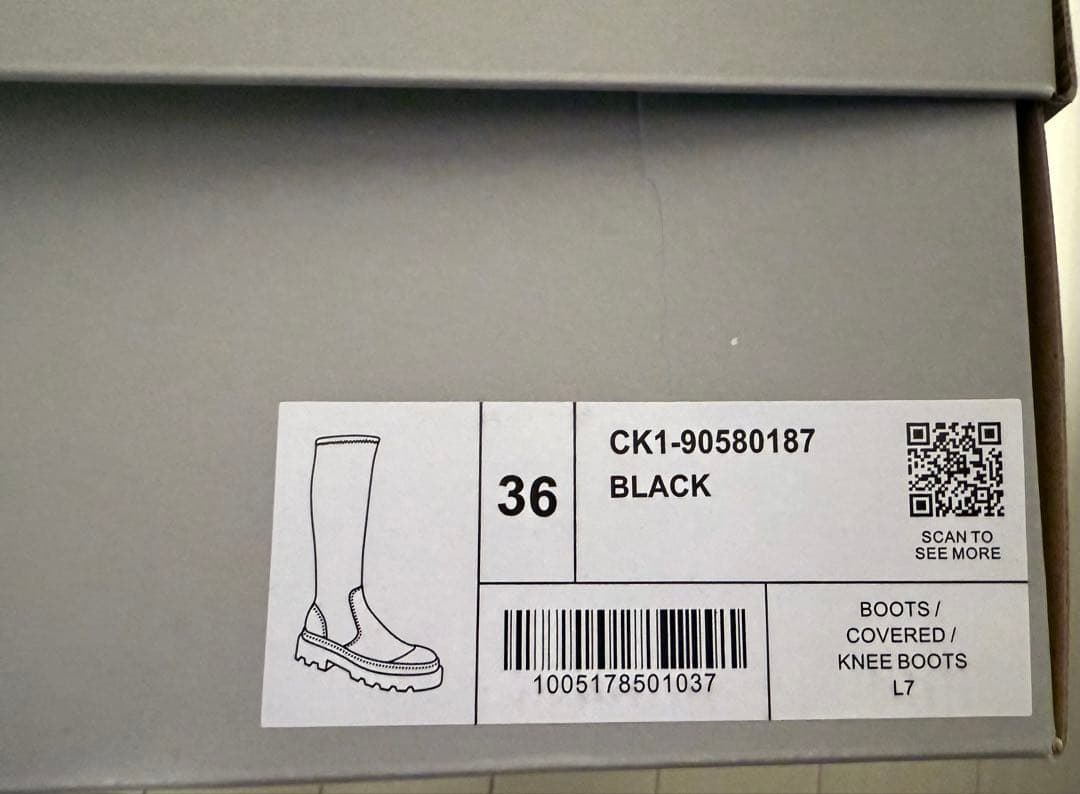 36
CK1-90580187
BLACK
SCAN TO
SEE MORE
1005178501037
BOOTS /
COVERED /
KNEE BOOTS
L7